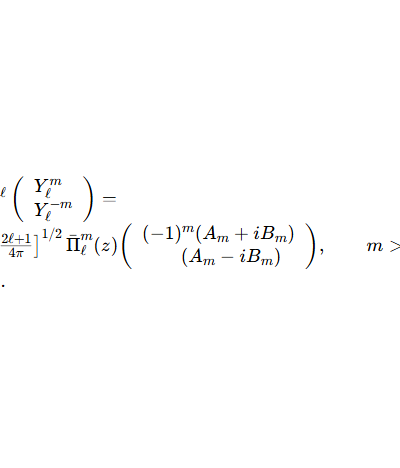 ℓ ( Y_ℓ^m
Y_ℓ^{-m} ) =
2ℓ+1/4π ]^{1/2} Π̄_ℓ^m(z) ( (-1)^m(A_m + iB_m)
(A_m - iB_m) ), m >
.